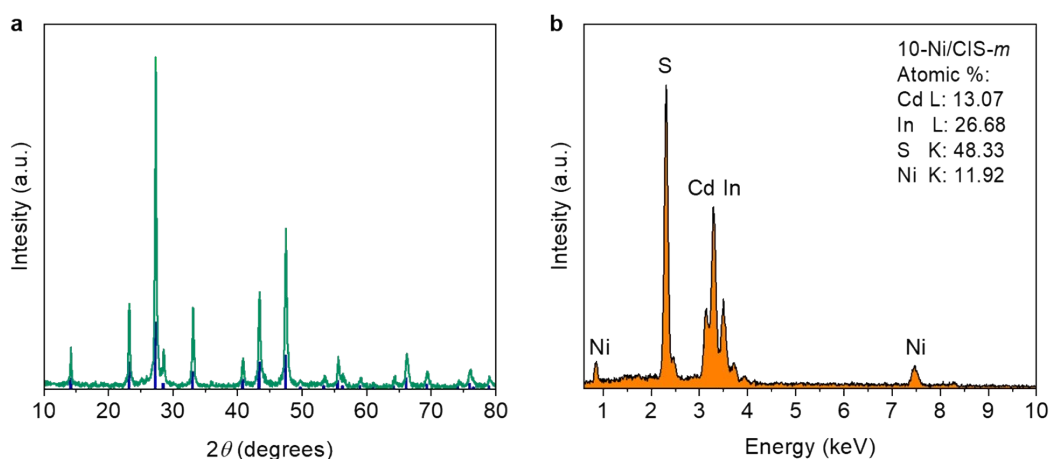 a
Intesity (a.u.)
10 20 30 40 50 60 70 80
2θ (degrees)
b
Intesity (a.u.)
10-Ni/CIS-m
Atomic %:
Cd L: 13.07
In L: 26.68
S K: 48.33
Ni K: 11.92
S
Cd In
Ni
Ni
1 2 3 4 5 6 7 8 9 10
Energy (keV)